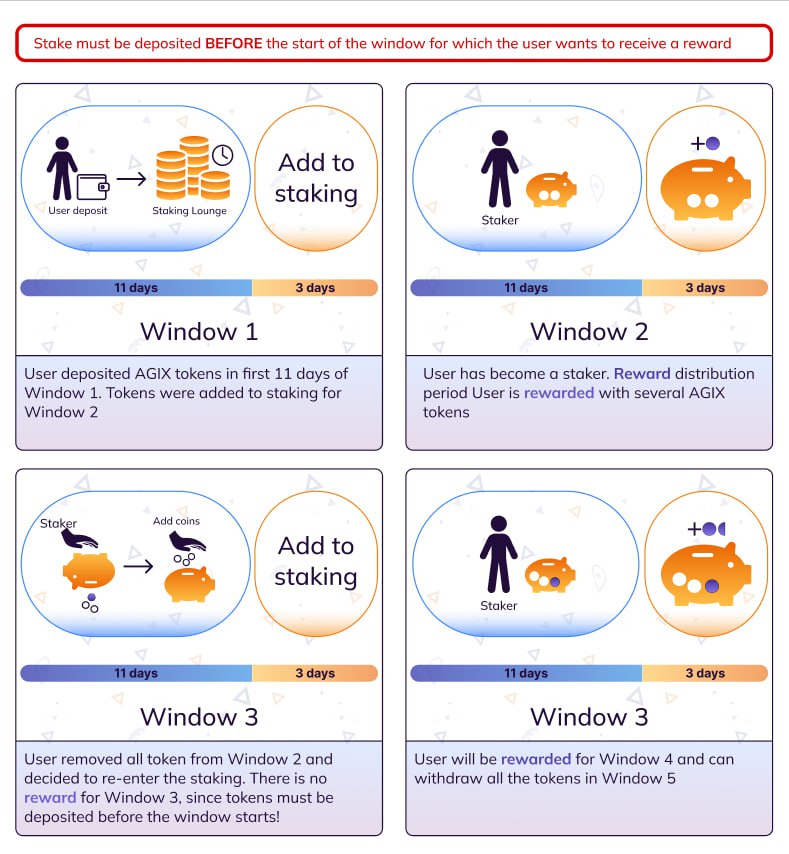 Stake must be deposited BEFORE the start of the window for which the user wants to receive a reward
User deposit
Staking Lounge
Add to
staking
11 days
3 days
Window 1
User deposited AGIX tokens in first 11 days of
Window 1. Tokens were added to staking for
Window 2
+
Staker
11 days
3 days
Window 2
User has become a staker. Reward distribution
period User is rewarded with several AGIX
tokens
Staker
Add coins
Add to
staking
11 days
3 days
Window 3
User removed all token from Window 2 and
decided to re-enter the staking. There is no
reward for Window 3, since tokens must be
deposited before the window starts!
+
Staker
11 days
3 days
Window 3
User will be rewarded for Window 4 and can
withdraw all the tokens in Window 5